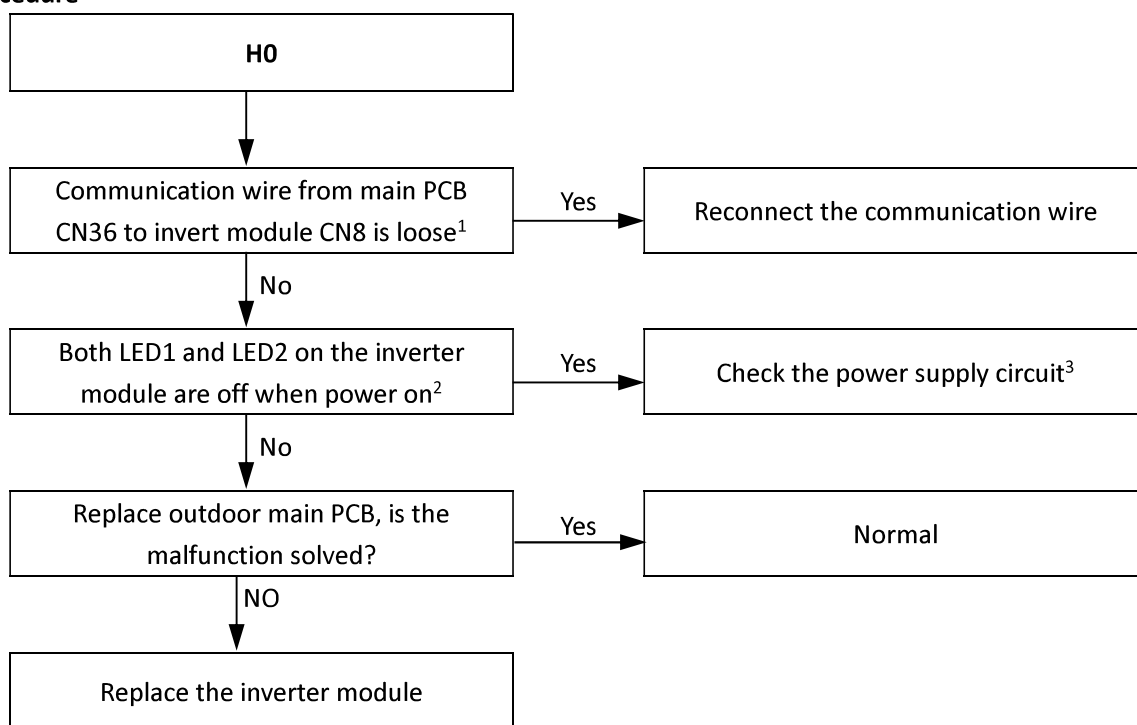 H0
Communication wire from main PCB
CN36 to invert module CN8 is loose¹
Yes
Reconnect the communication wire
No
Both LED1 and LED2 on the inverter
module are off when power on²
Yes
Check the power supply circuit³
No
Replace outdoor main PCB, is the
malfunction solved?
Yes
Normal
NO
Replace the inverter module